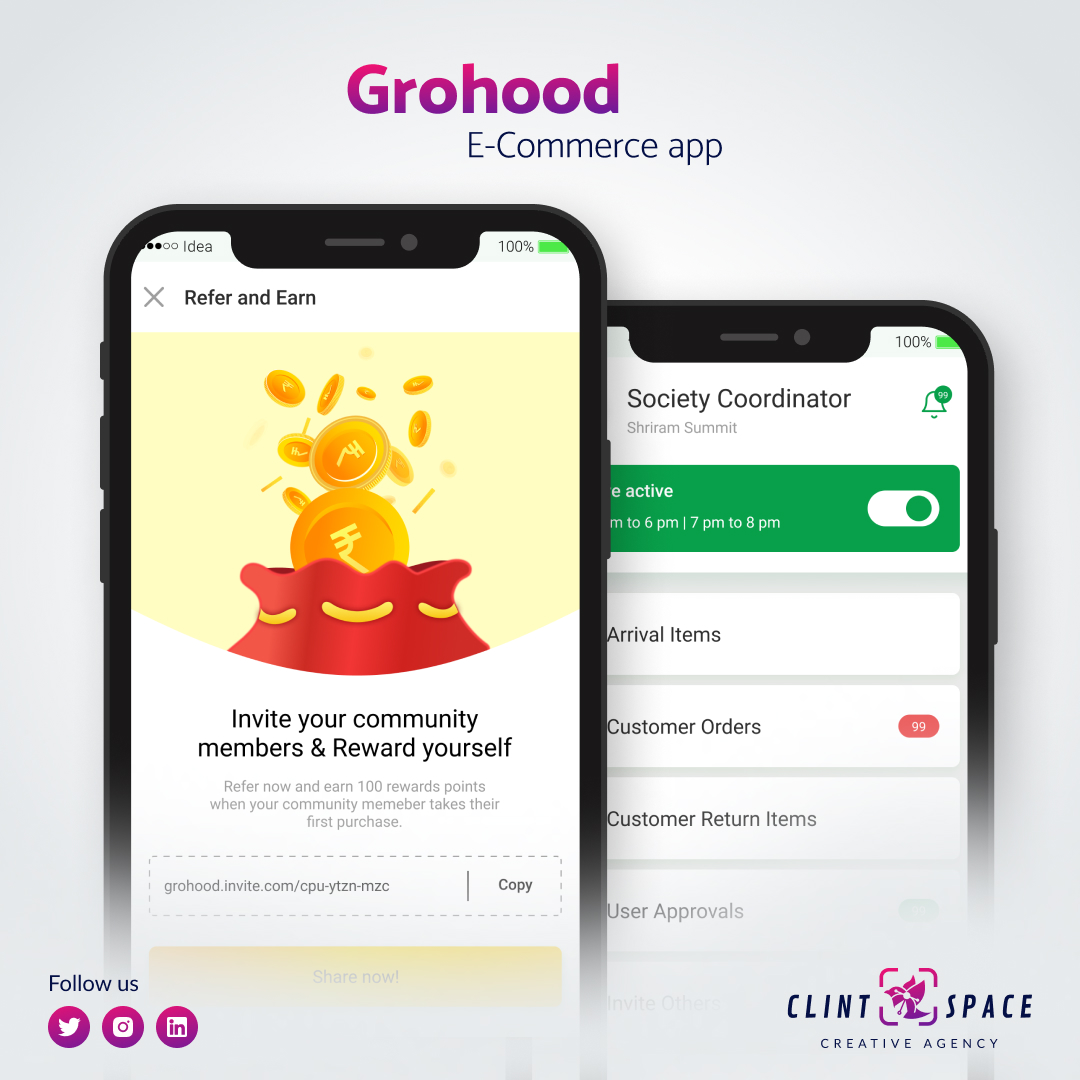 Grohood
E-Commerce app
Idea
100%
Refer and Earn
Invite your community
members & Reward yourself
Refer now and earn 100 rewards points
when your community memeber takes their
first purchase.
grohood.invite.com/cpu-ytzn-mzc
Copy
Share now!
100%
Society Coordinator
99
Shriram Summit
e active
m to 6 pm | 7 pm to 8 pm
Arrival Items
Customer Orders
99
Customer Return Items
User Approvals
Invite Others
Follow us
CLINT SPACE
CREATIVE AGENCY